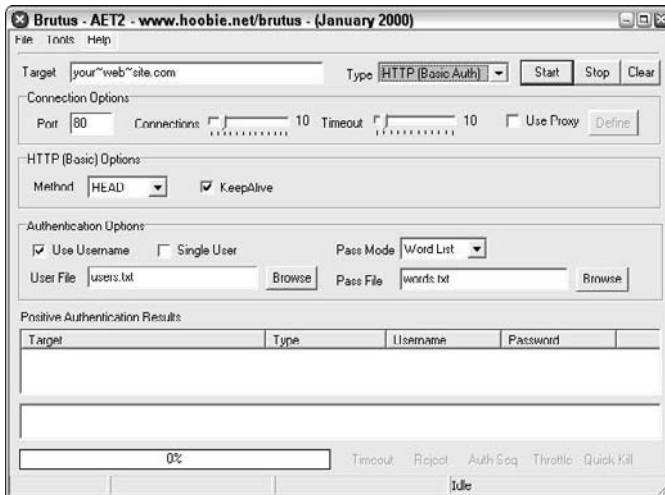 Brutus - AET2 - www.hoobie.net/brutus - (January 2000)
File Tools Help
Target your~web~site.com Type HTTP (Basic Auth) Start Stop Clear
Connection Options
Port 80 Connections 10 Timeout 10 Use Proxy Define
HTTP (Basic) Options
Method HEAD KeepAlive
Authentication Options
Use Username Single User Pass Mode Word List
User File users.txt Browse Pass File words.txt Browse
Positive Authentication Results
Target Type Username Password
0% Timeout Reject Auth Seq Throttle Quick Kill
Idle